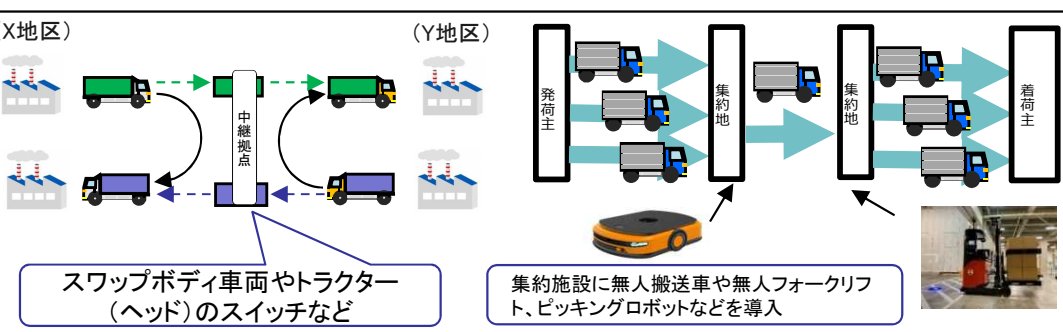 X地区）
（Y地区）
中継拠点
スワップボディ車両やトラクター
（ヘッド）のスイッチなど
発荷主
集約地
集約地
着荷主
集約施設に無人搬送車や無人フォークリフ
ト、ピッキングロボットなどを導入